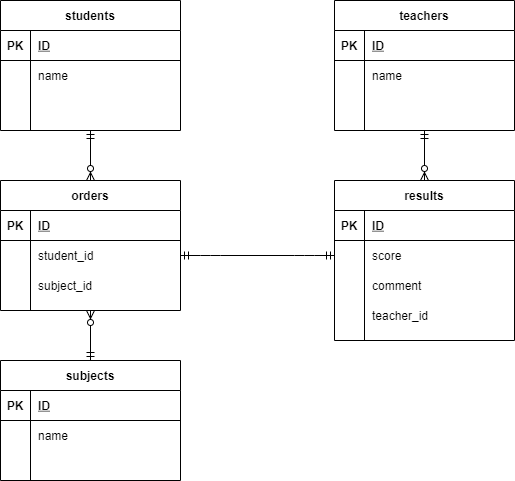 students
PK ID
name
teachers
PK ID
name
orders
PK ID
student_id
subject_id
results
PK ID
score
comment
teacher_id
subjects
PK ID
name